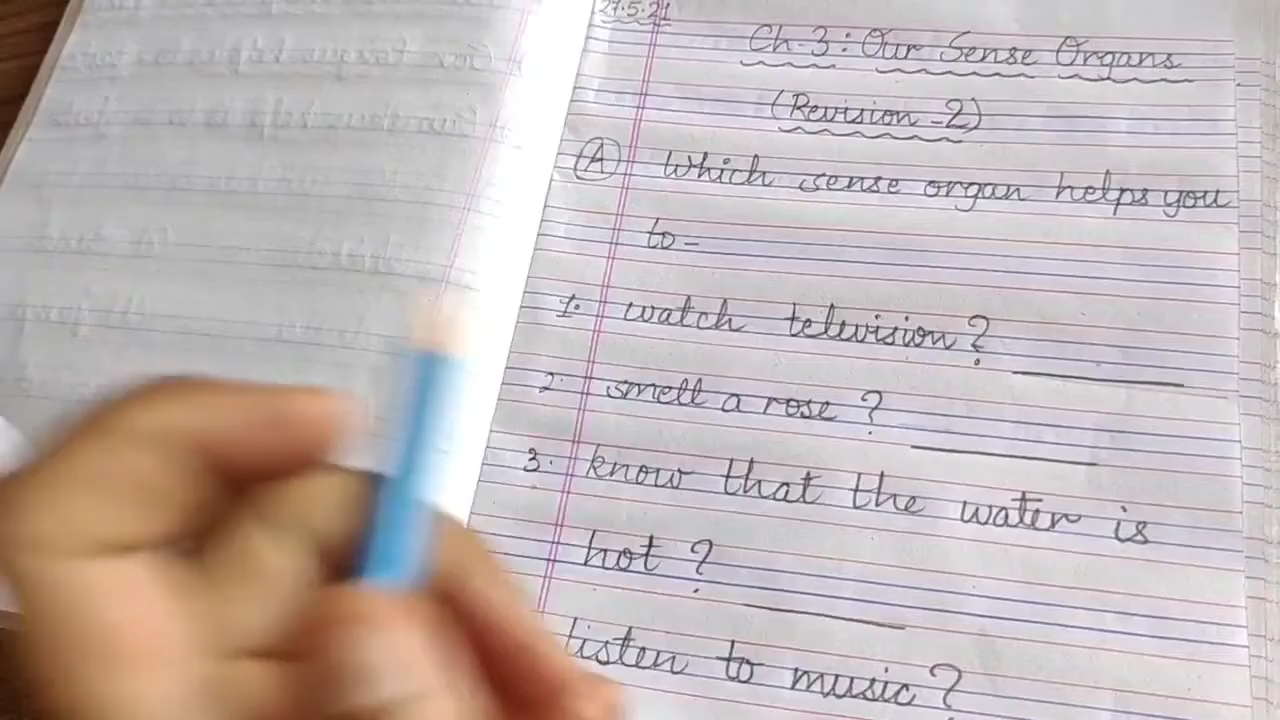 27.5.21
Ch-3: Our Sense Organs
(Revision-2)
(A) Which sense organ helps you
to-
1. watch television?
2. smell a rose?
3. know that the water is
hot?
listen to music?